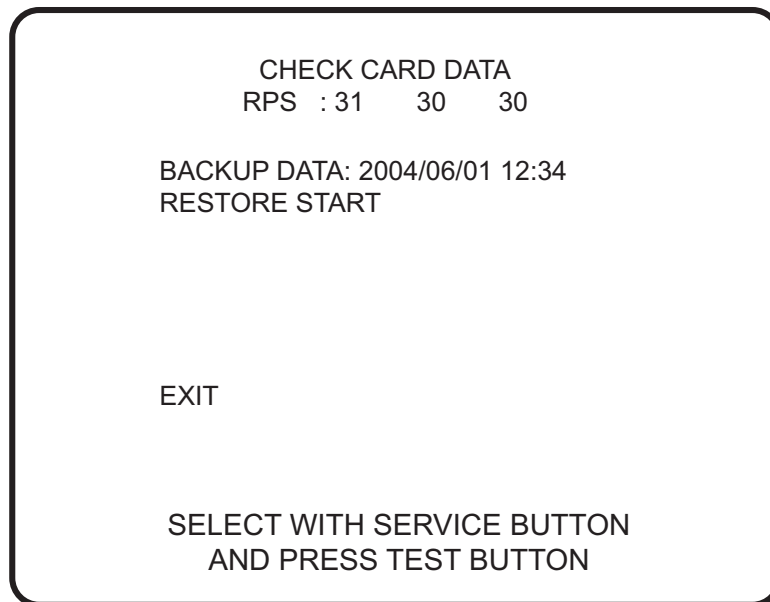 CHECK CARD DATA
RPS : 31 30 30
BACKUP DATA: 2004/06/01 12:34
RESTORE START
EXIT
SELECT WITH SERVICE BUTTON
AND PRESS TEST BUTTON